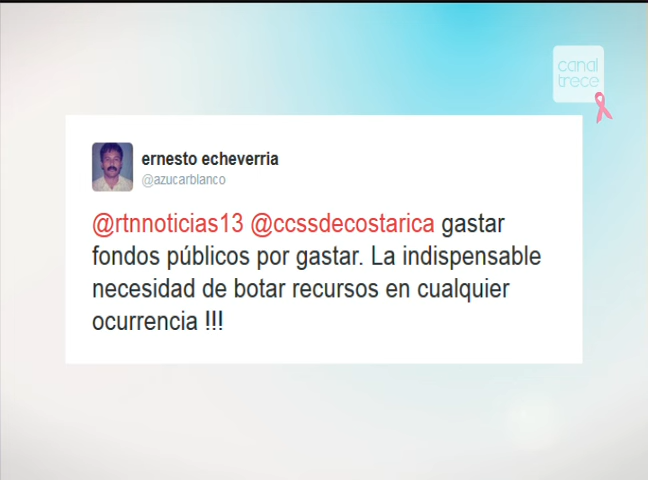 canal
trece
ernesto echeverria
@azucarblanco
@rtnnoticias13 @ccssdecostarica gastar
fondos públicos por gastar. La indispensable
necesidad de botar recursos en cualquier
ocurrencia !!!